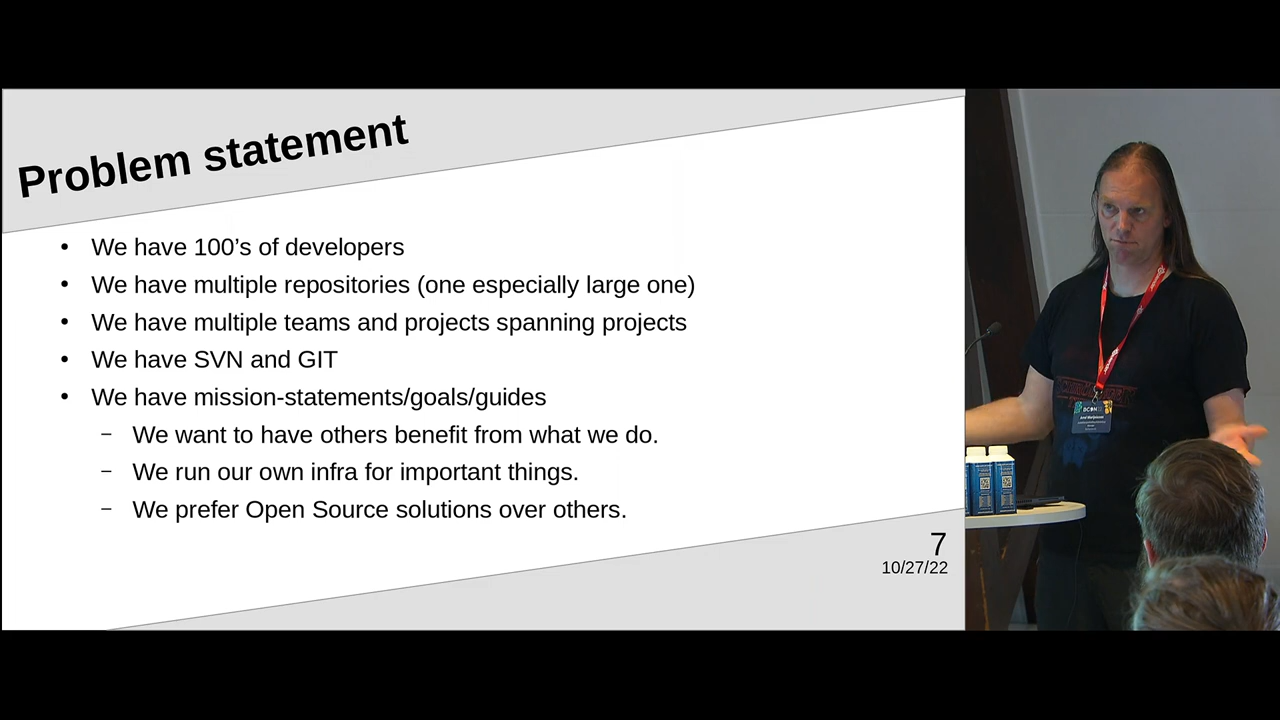 Problem statement
• We have 100’s of developers
• We have multiple repositories (one especially large one)
• We have multiple teams and projects spanning projects
• We have SVN and GIT
• We have mission-statements/goals/guides
– We want to have others benefit from what we do.
– We run our own infra for important things.
– We prefer Open Source solutions over others.
7
10/27/22
BCON